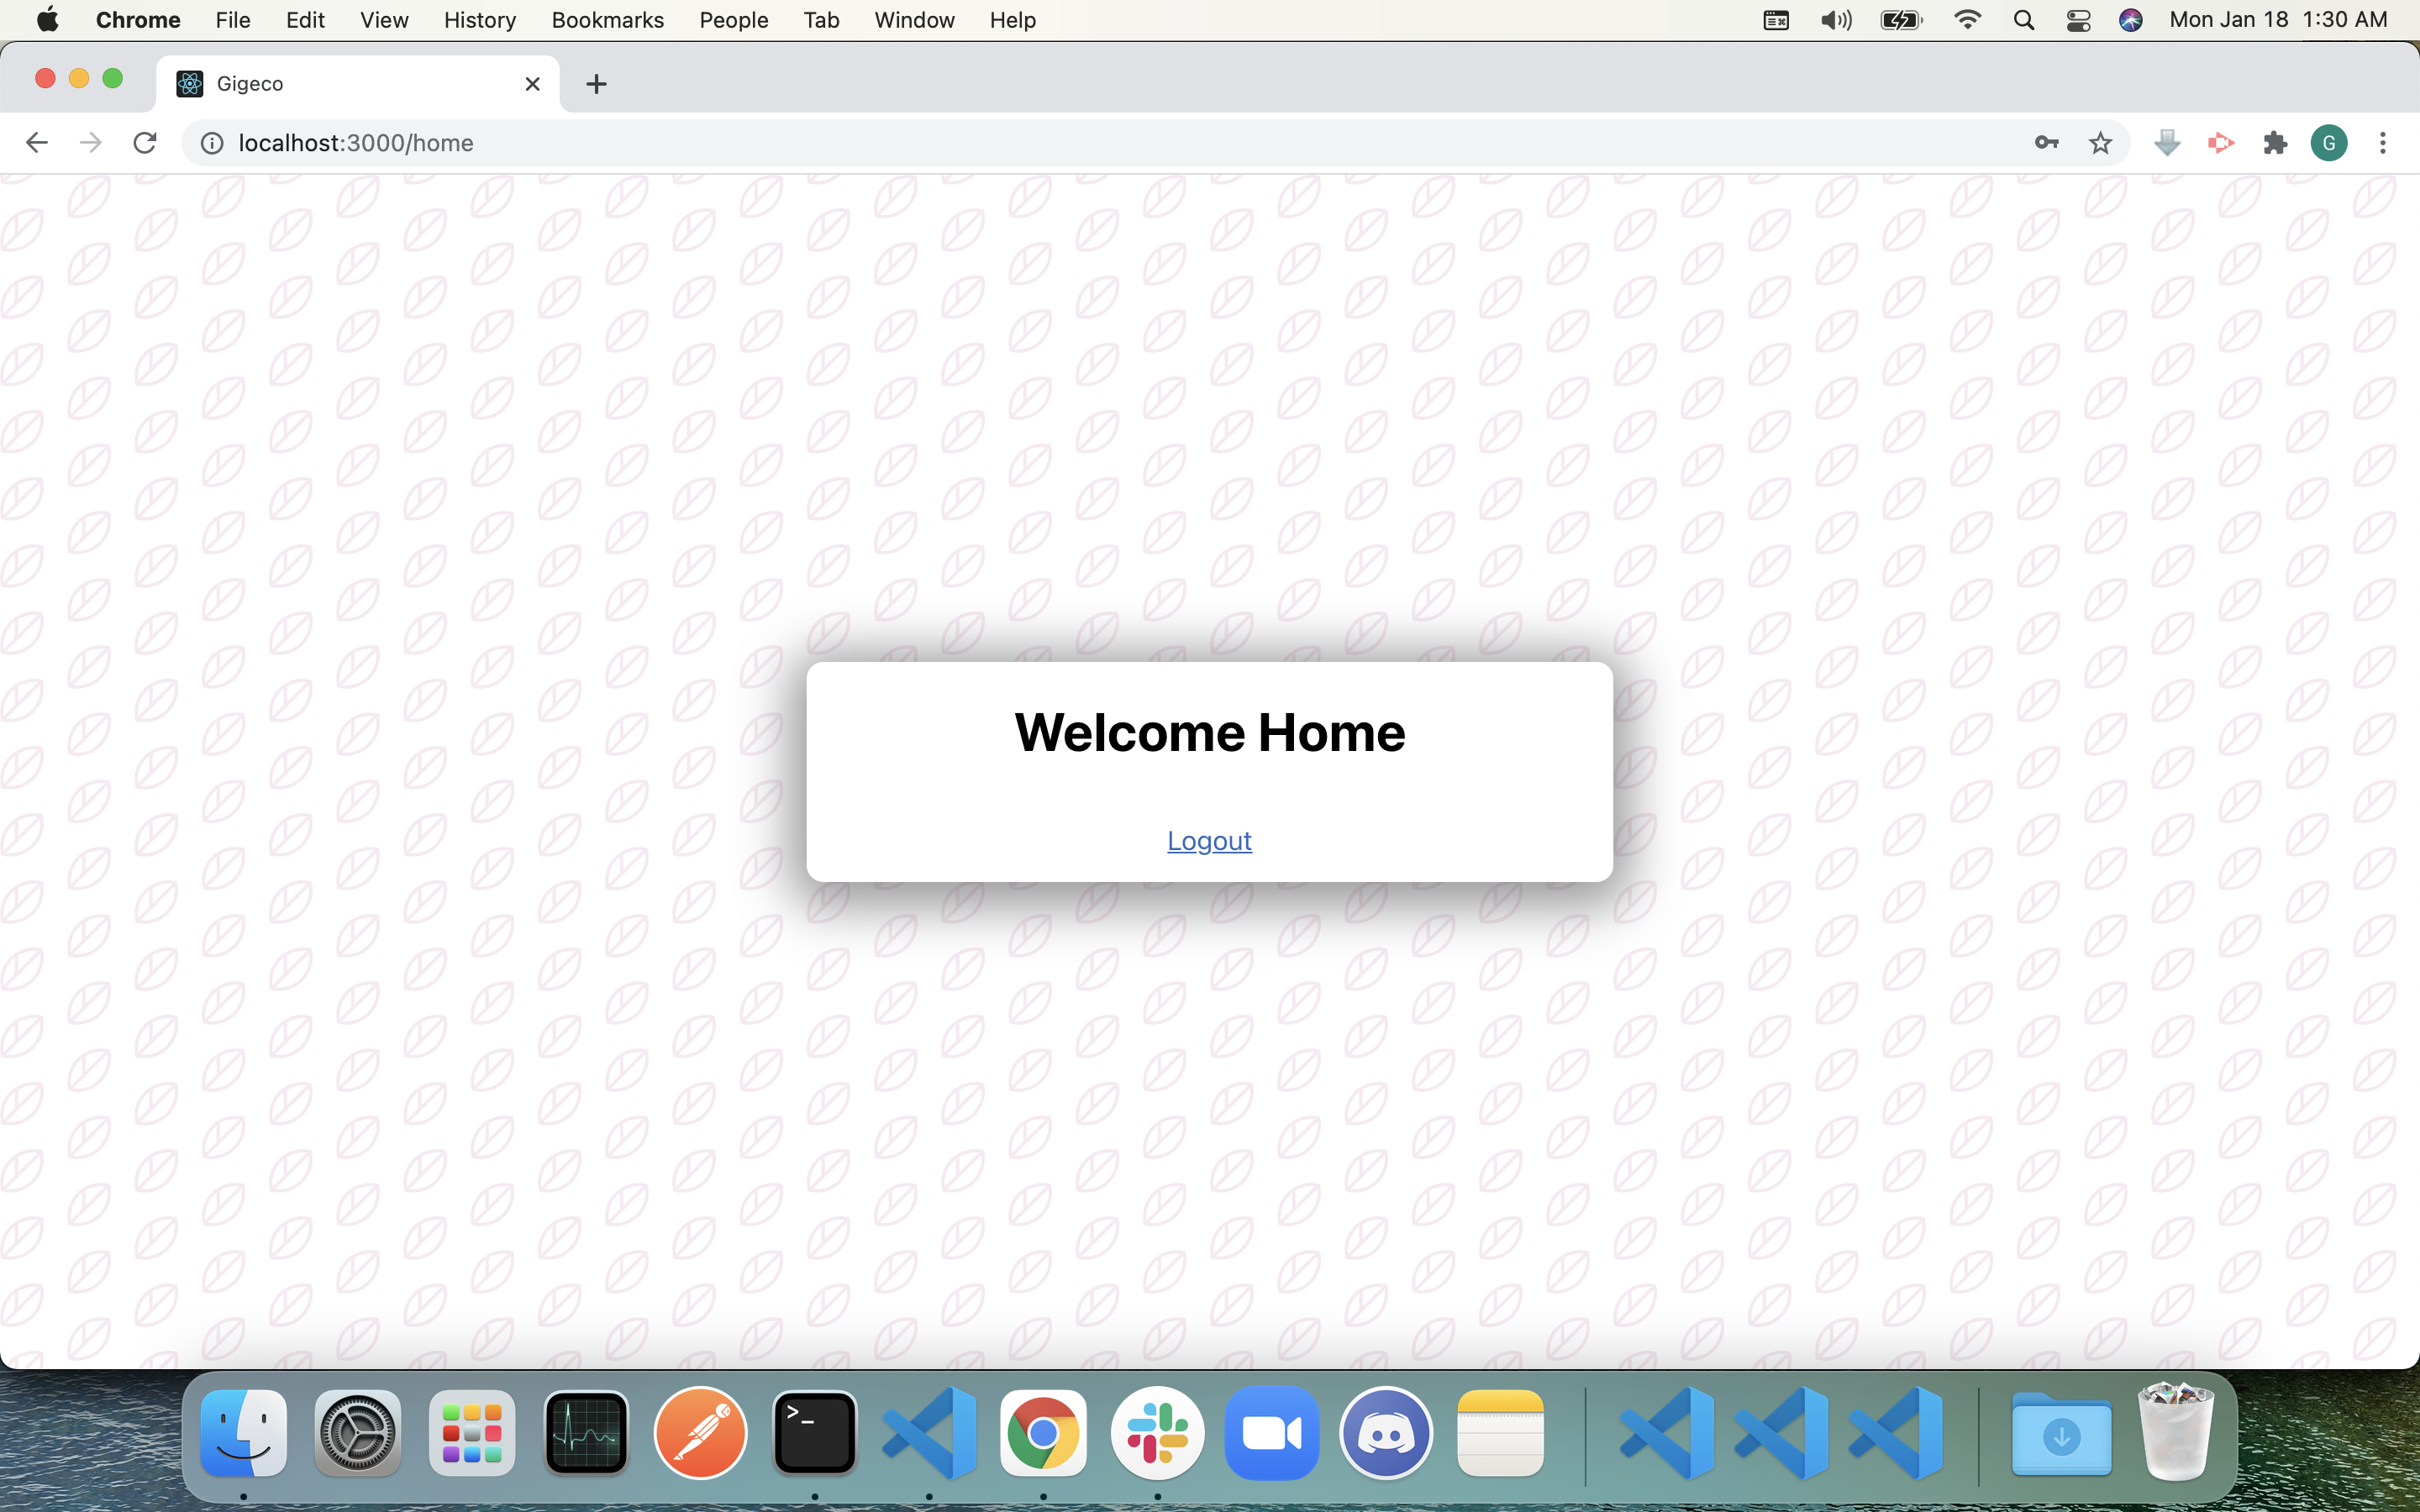 Chrome File Edit View History Bookmarks People Tab Window Help Mon Jan 18 1:30 AM
Gigeco
localhost:3000/home
G
Welcome Home
Logout
>_